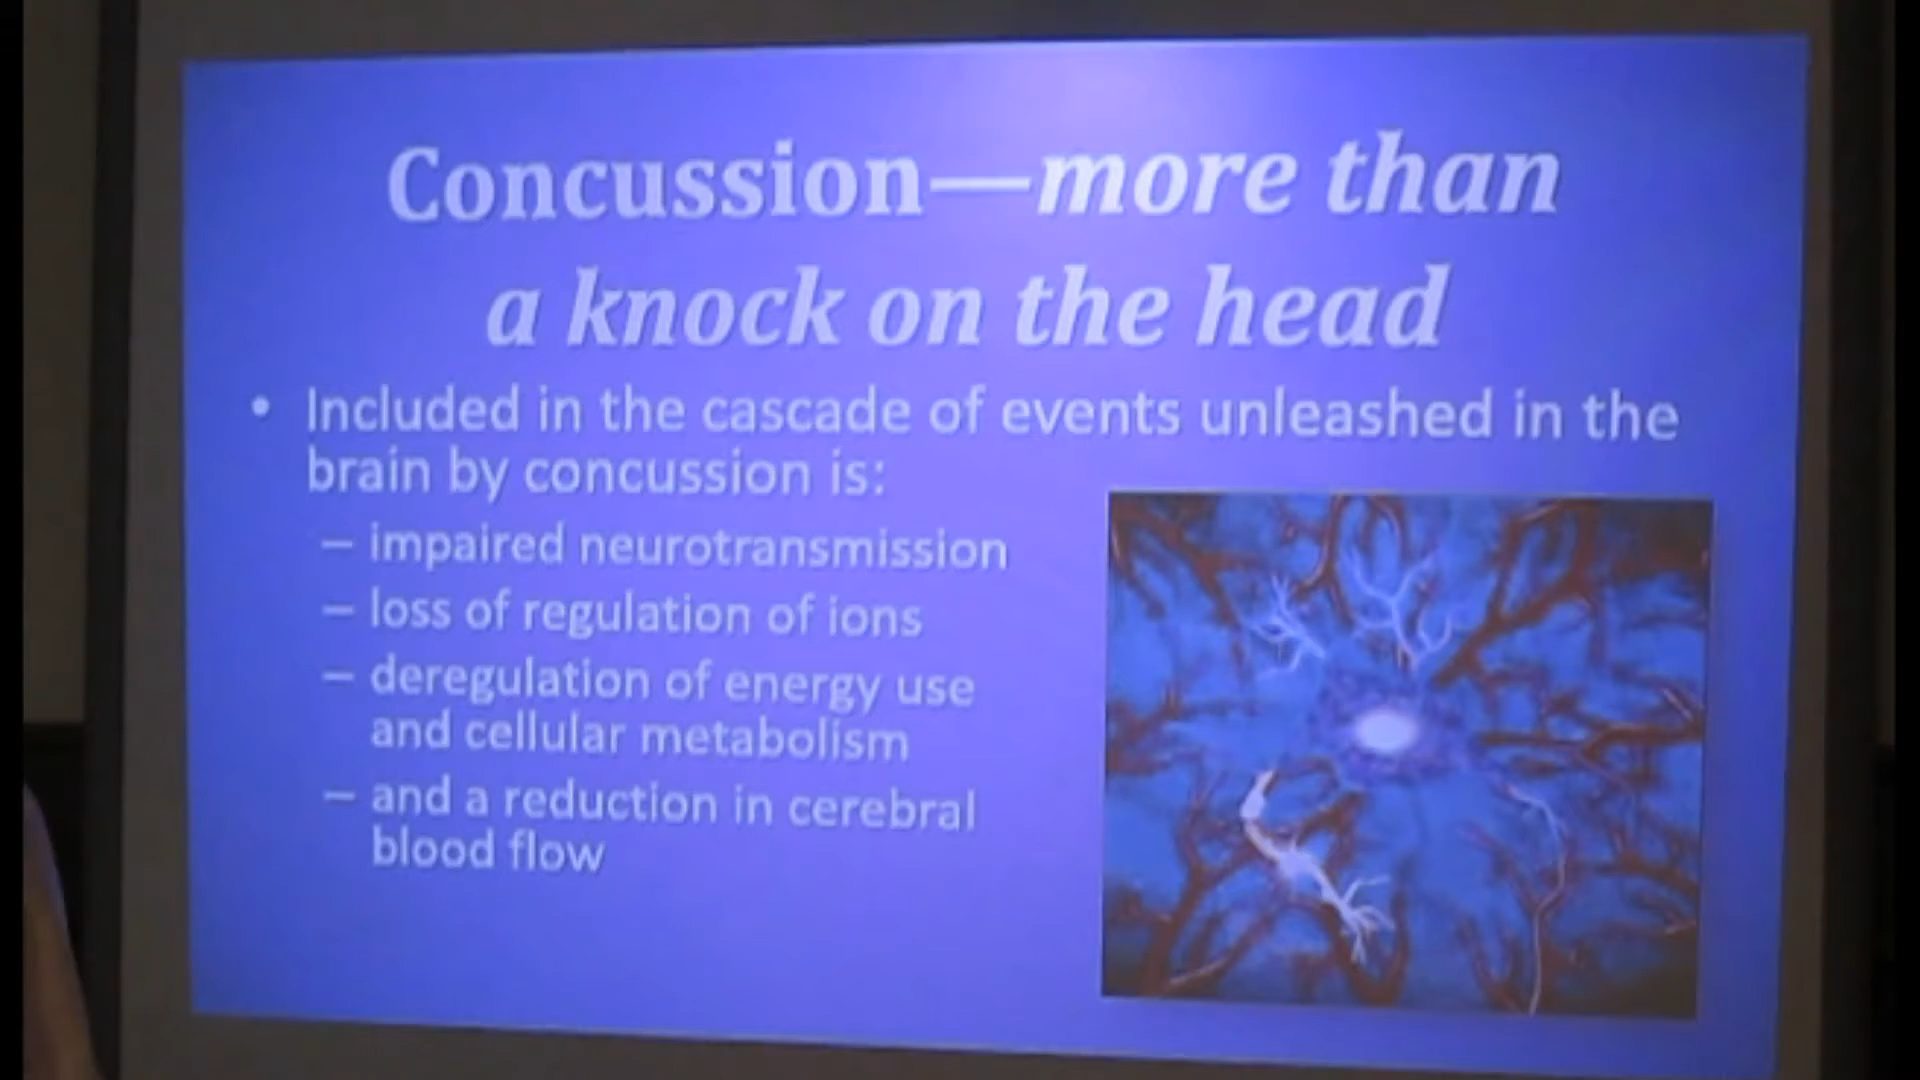 Concussion—more than
a knock on the head
• Included in the cascade of events unleashed in the
brain by concussion is:
– impaired neurotransmission
– loss of regulation of ions
– deregulation of energy use
and cellular metabolism
– and a reduction in cerebral
blood flow